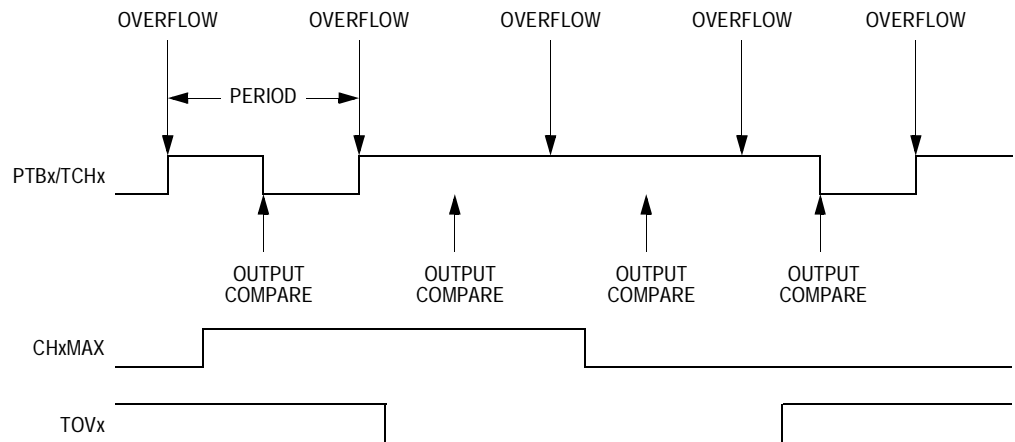 OVERFLOW OVERFLOW OVERFLOW OVERFLOW OVERFLOW
PERIOD
PTBx/TCHx
OUTPUT COMPARE
OUTPUT COMPARE
OUTPUT COMPARE
OUTPUT COMPARE
CHxMAX
TOVx